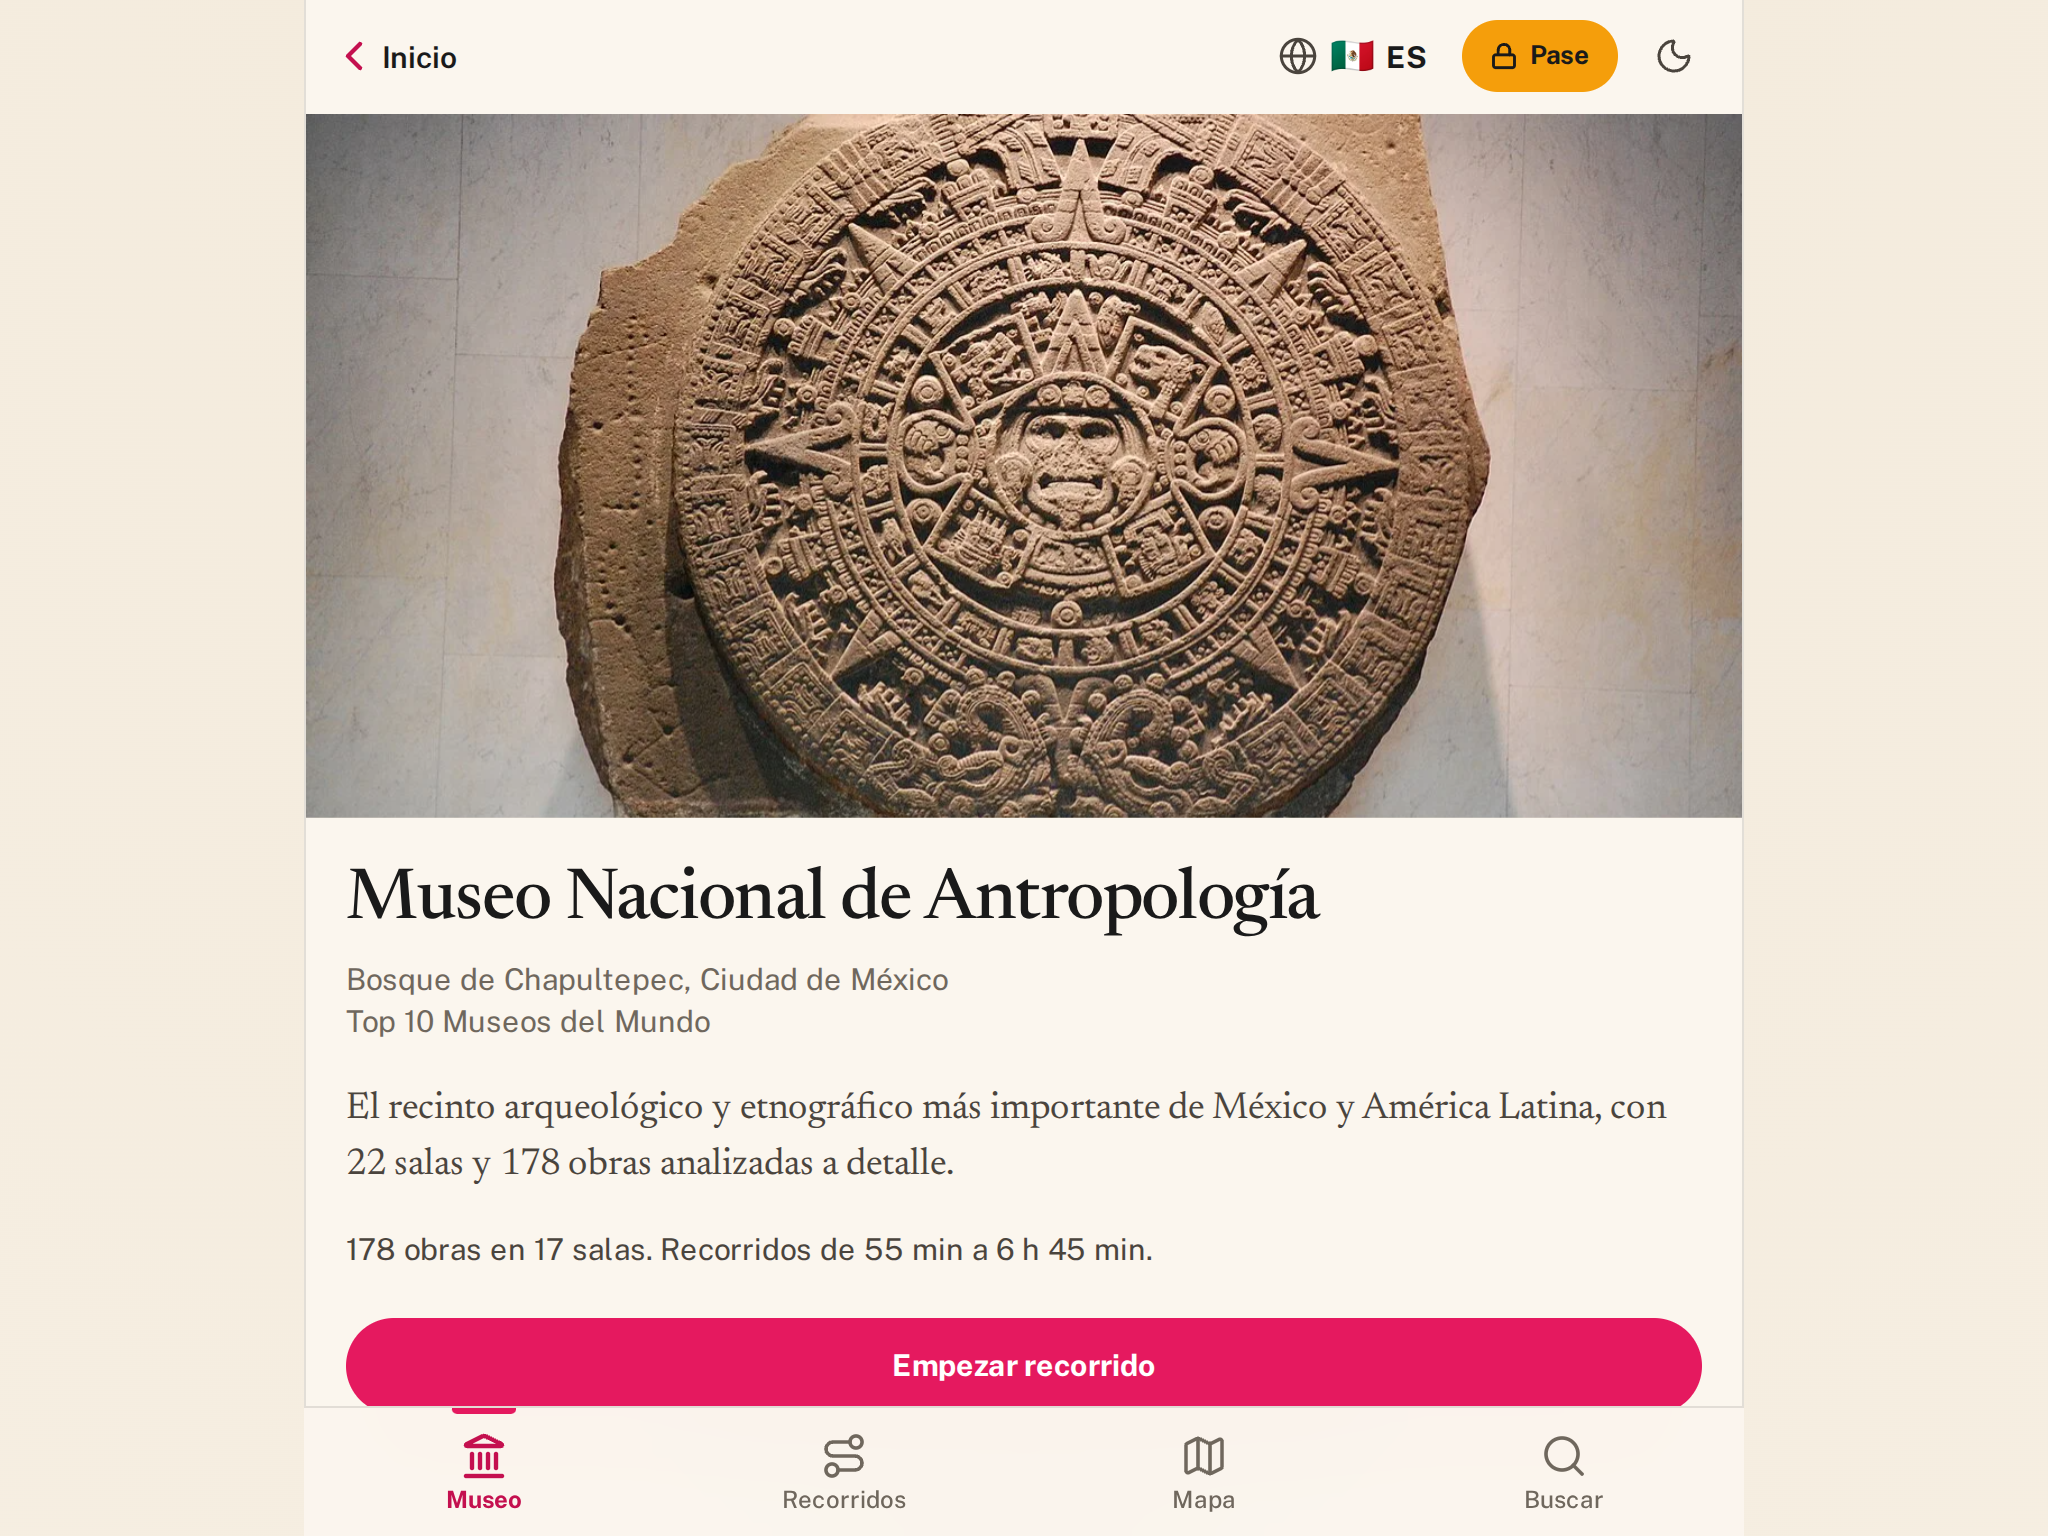 Inicio
ES
Pase
Museo Nacional de Antropología
Bosque de Chapultepec, Ciudad de México
Top 10 Museos del Mundo
El recinto arqueológico y etnográfico más importante de México y América Latina, con
22 salas y 178 obras analizadas a detalle.
178 obras en 17 salas. Recorridos de 55 min a 6 h 45 min.
Empezar recorrido
Museo
Recorridos
Mapa
Buscar